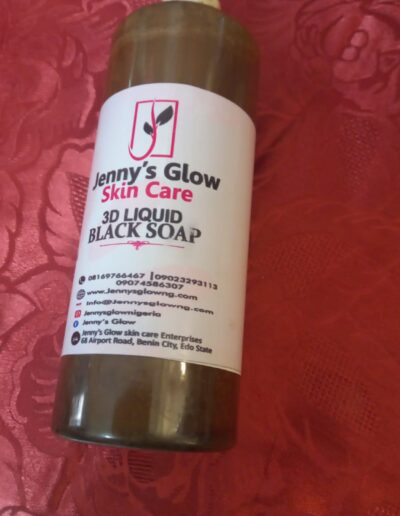 Jenny's Glow
Skin Care
3D LIQUID
BLACK SOAP
08169766467 |09023293113
09074586307
www.Jennysglowng.com
Info@Jennysglowng.com
Jennysglownigeria
Jenny's Glow
Jenny's Glow skin care Enterprises
68 Airport Road, Benin City, Edo State